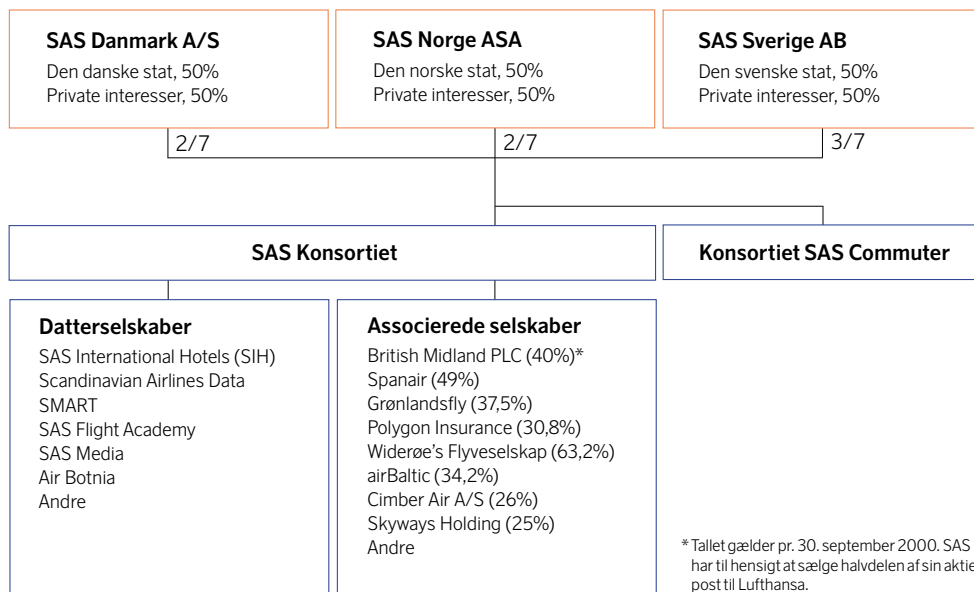 SAS Danmark A/S
Den danske stat, 50%
Private interesser, 50%
SAS Norge ASA
Den norske stat, 50%
Private interesser, 50%
SAS Sverige AB
Den svenske stat, 50%
Private interesser, 50%
2/7
2/7
3/7
SAS Konsortiet
Konsortiet SAS Commuter
Datterselskaber
SAS International Hotels (SIH)
Scandinavian Airlines Data
SMART
SAS Flight Academy
SAS Media
Air Botnia
Andre
Associerede selskaber
British Midland PLC (40%)*
Spanair (49%)
Grønlandsfly (37,5%)
Polygon Insurance (30,8%)
Widerøe's Flyveselskap (63,2%)
airBaltic (34,2%)
Cimber Air A/S (26%)
Skyways Holding (25%)
Andre
* Tallet gælder pr. 30. september 2000. SAS
har til hensigt at sælge halvdelen af sin aktie
post til Lufthansa.